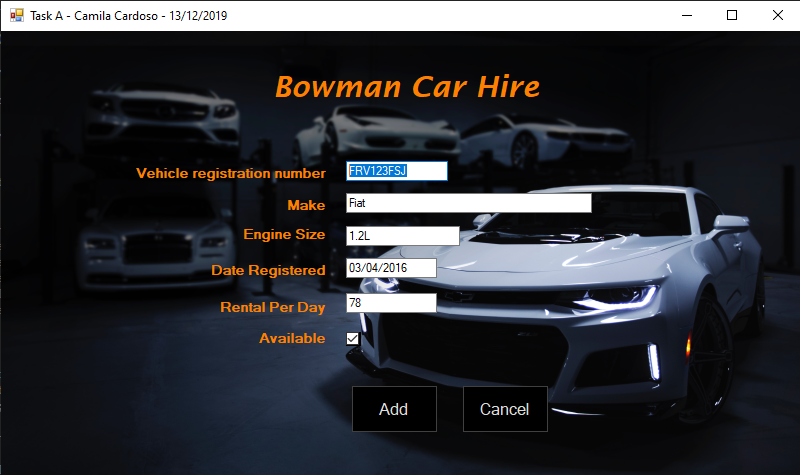 Task A - Camila Cardoso - 13/12/2019
Bowman Car Hire
Vehicle registration number FRV123FSJ
Make Fiat
Engine Size 1.2L
Date Registered 03/04/2016
Rental Per Day 78
Available
Add Cancel